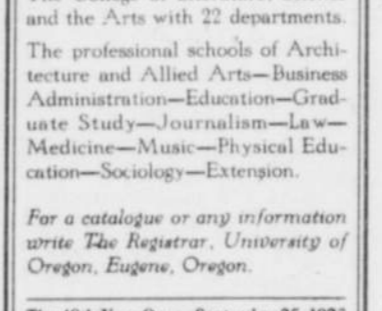 and the Arts with 22 departments.
The professional schools of Archi-
tecture and Allied Arts—Business
Administration—Education—Grad-
uate Study—Journalism—Law—
Medicine—Music—Physical Edu-
cation—Sociology—Extension.
For a catalogue or any information
write The Registrar, University of
Oregon, Eugene, Oregon.